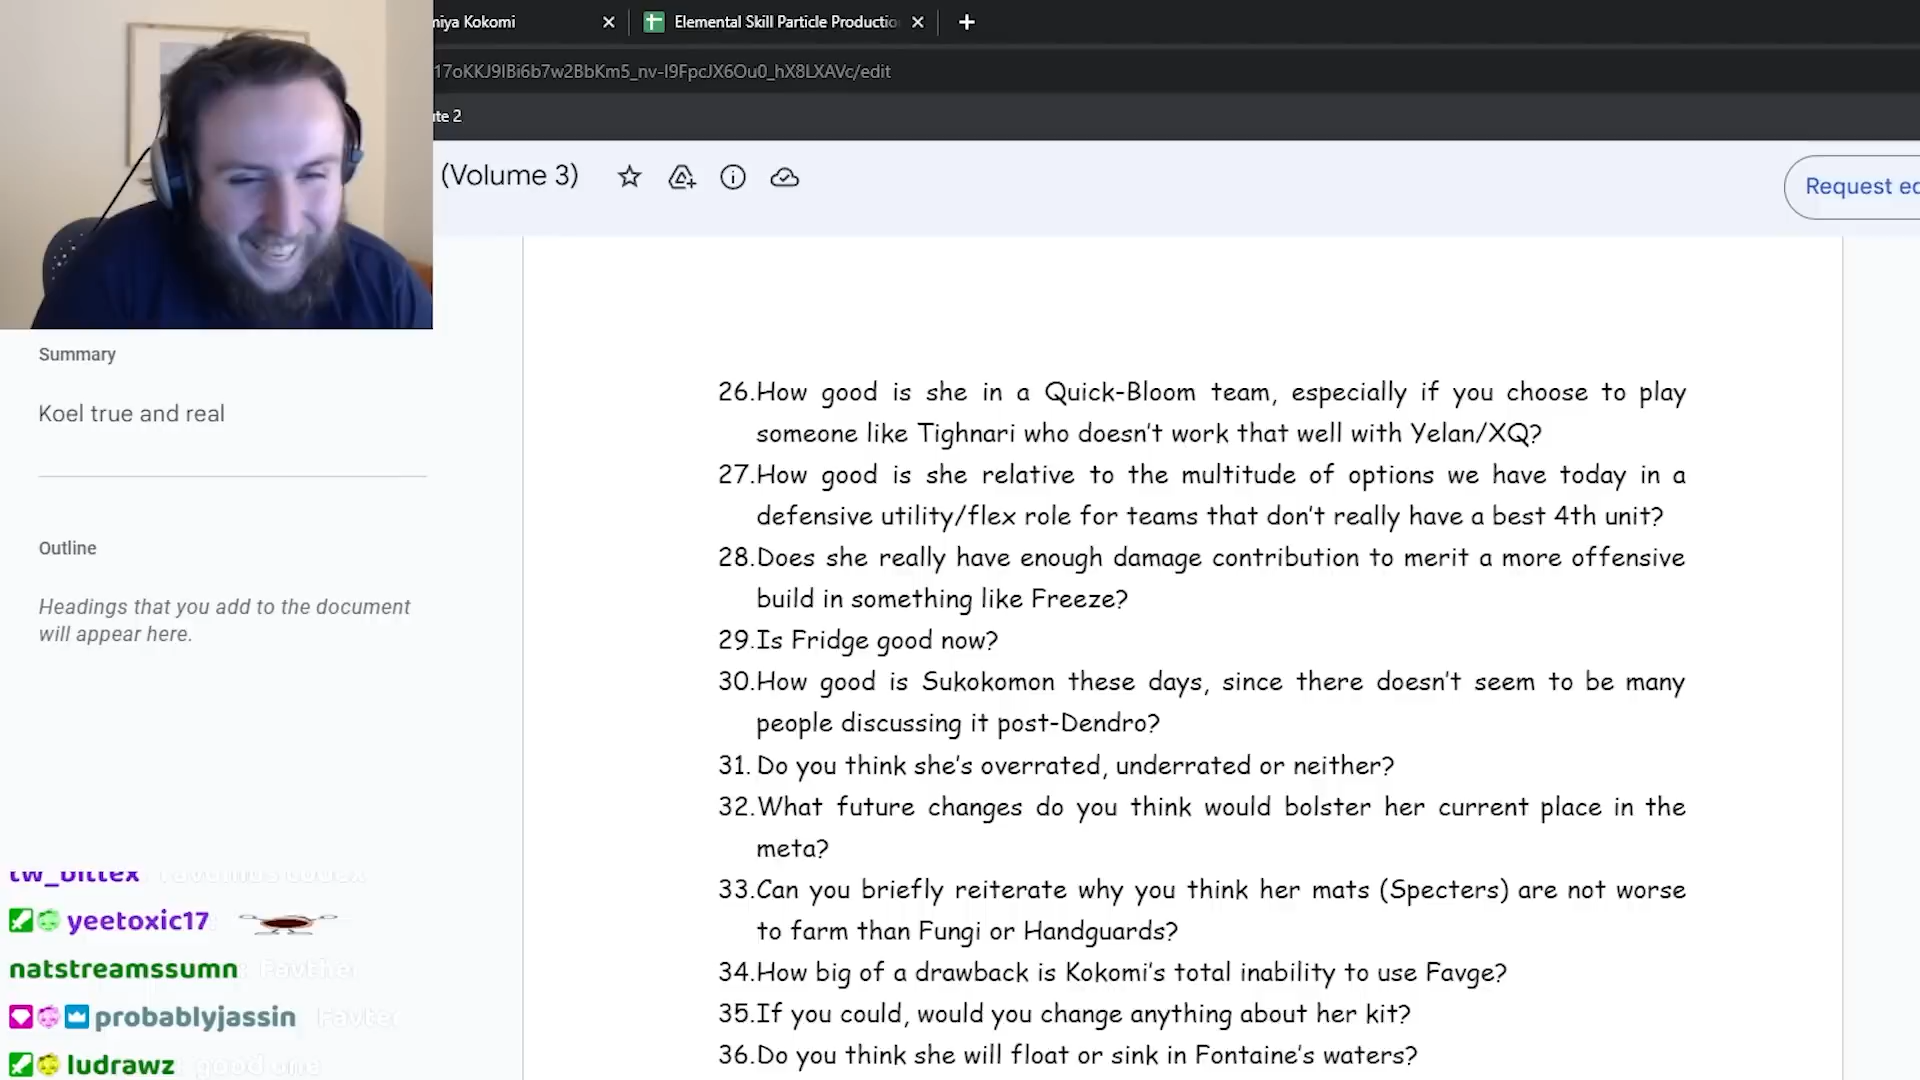 miya Kokomi
Elemental Skill Particle Productio
17oKKJ9IBi6b7w2BbKm5_nv-I9FpcJX6Ou0_hX8LXAVc/edit
ute 2
(Volume 3)
Request ed
Summary
Koel true and real
Outline
Headings that you add to the document
will appear here.
26.How good is she in a Quick-Bloom team, especially if you choose to play
someone like Tighnari who doesn't work that well with Yelan/XQ?
27.How good is she relative to the multitude of options we have today in a
defensive utility/flex role for teams that don't really have a best 4th unit?
28.Does she really have enough damage contribution to merit a more offensive
build in something like Freeze?
29.Is Fridge good now?
30.How good is Sukokomon these days, since there doesn't seem to be many
people discussing it post-Dendro?
31. Do you think she's overrated, underrated or neither?
32.What future changes do you think would bolster her current place in the
meta?
33.Can you briefly reiterate why you think her mats (Specters) are not worse
to farm than Fungi or Handguards?
34.How big of a drawback is Kokomi's total inability to use Favge?
35.If you could, would you change anything about her kit?
36.Do you think she will float or sink in Fontaine's waters?
tw_bittex
yeetoxic17
natstreamssumn
probablyjassin
ludrawz good one